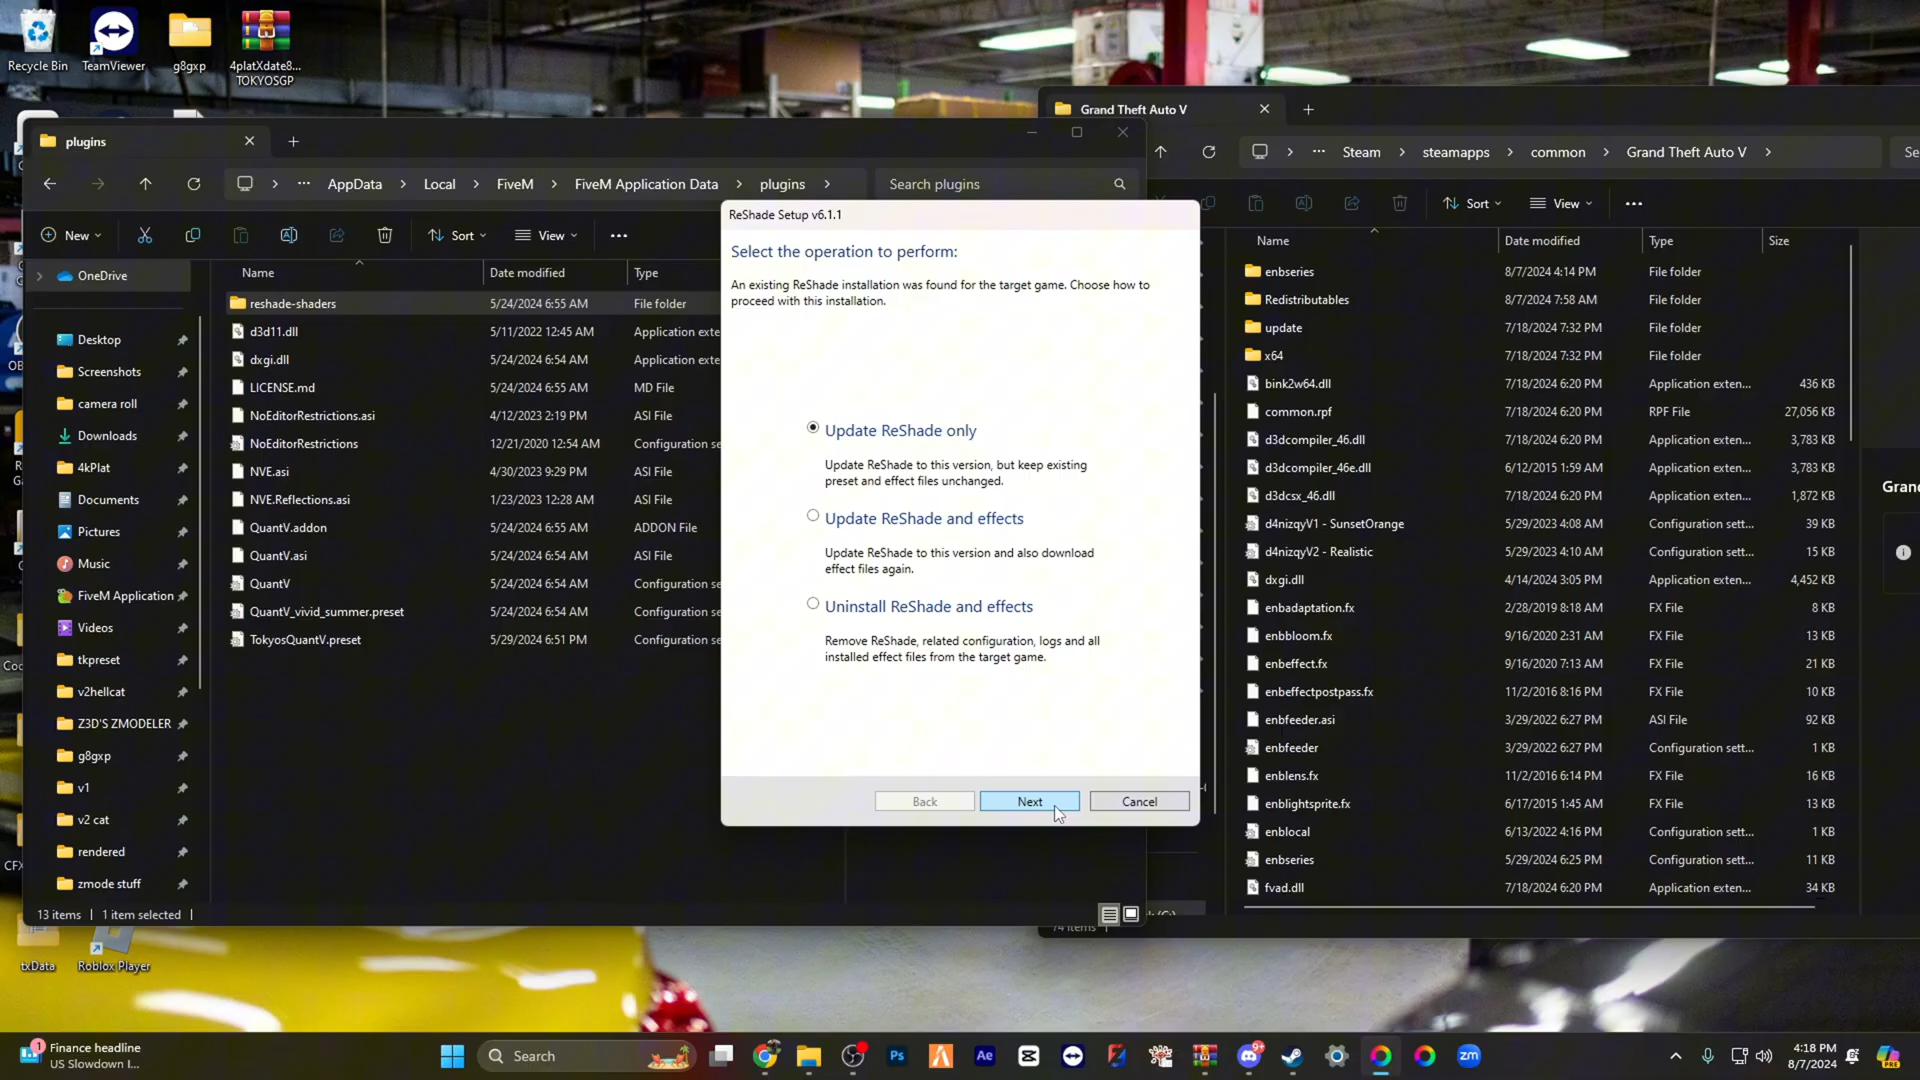 Recycle Bin
TeamViewer
g8gxp
4platXdate8...
TOKYOSGP
plugins
AppData
Local
FiveM
FiveM Application Data
plugins
Search plugins
New
Sort
View
OneDrive
Desktop
Screenshots
camera roll
Downloads
4kPlat
Documents
Pictures
Music
FiveM Application
Videos
tkpreset
v2hellcat
Z3D'S ZMODELER
g8gxp
v1
v2 cat
rendered
zmode stuff
Name Date modified Type
reshade-shaders 5/24/2024 6:55 AM File folder
d3d11.dll 5/11/2022 12:45 AM Application exte
dxgi.dll 5/24/2024 6:54 AM Application exte
LICENSE.md 5/24/2024 6:55 AM MD File
NoEditorRestrictions.asi 4/12/2023 2:19 PM ASI File
NoEditorRestrictions 12/21/2020 12:54 AM Configuration se
NVE.asi 4/30/2023 9:29 PM ASI File
NVE.Reflections.asi 1/23/2023 12:28 AM ASI File
QuantV.addon 5/24/2024 6:55 AM ADDON File
QuantV.asi 5/24/2024 6:54 AM ASI File
QuantV 5/24/2024 6:54 AM Configuration se
QuantV_vivid_summer.preset 5/24/2024 6:54 AM Configuration se
TokyosQuantV.preset 5/29/2024 6:51 PM Configuration se
13 items
1 item selected
ReShade Setup v6.1.1
Select the operation to perform:
An existing ReShade installation was found for the target game. Choose how to
proceed with this installation.
Update ReShade only
Update ReShade to this version, but keep existing
preset and effect files unchanged.
Update ReShade and effects
Update ReShade to this version and also download
effect files again.
Uninstall ReShade and effects
Remove ReShade, related configuration, logs and all
installed effect files from the target game.
Back
Next
Cancel
Grand Theft Auto V
Steam
steamapps
common
Grand Theft Auto V
Se
Sort
View
Name Date modified Type Size
enbseries 8/7/2024 4:14 PM File folder
Redistributables 8/7/2024 7:58 AM File folder
update 7/18/2024 7:32 PM File folder
x64 7/18/2024 7:32 PM File folder
bink2w64.dll 7/18/2024 6:20 PM Application exten... 436 KB
common.rpf 7/18/2024 6:20 PM RPF File 27,056 KB
d3dcompiler_46.dll 7/18/2024 6:20 PM Application exten... 3,783 KB
d3dcompiler_46e.dll 6/12/2015 1:59 AM Application exten... 3,783 KB
d3dcsx_46.dll 7/18/2024 6:20 PM Application exten... 1,872 KB
d4nizqyV1 - SunsetOrange 5/29/2023 4:08 AM Configuration sett... 39 KB
d4nizqyV2 - Realistic 5/29/2023 4:10 AM Configuration sett... 15 KB
dxgi.dll 4/14/2024 3:05 PM Application exten... 4,452 KB
enbadaptation.fx 2/28/2019 8:18 AM FX File 8 KB
enbbloom.fx 9/16/2020 2:31 AM FX File 13 KB
enbeffect.fx 9/16/2020 7:13 AM FX File 21 KB
enbeffectpostpass.fx 11/2/2016 8:16 PM FX File 10 KB
enbfeeder.asi 3/29/2022 6:27 PM ASI File 92 KB
enbfeeder 3/29/2022 6:27 PM Configuration sett... 1 KB
enblens.fx 11/2/2016 6:14 PM FX File 16 KB
enblightsprite.fx 6/17/2015 1:45 AM FX File 13 KB
enblocal 6/13/2022 4:16 PM Configuration sett... 1 KB
enbseries 5/29/2024 6:25 PM Configuration sett... 11 KB
fvad.dll 7/18/2024 6:20 PM Application exten... 34 KB
74 items
Granc
txData
Roblox Player
1
Finance headline
US Slowdown I...
Search
Ps
Ae
9+
zm
4:18 PM
8/7/2024
PRE